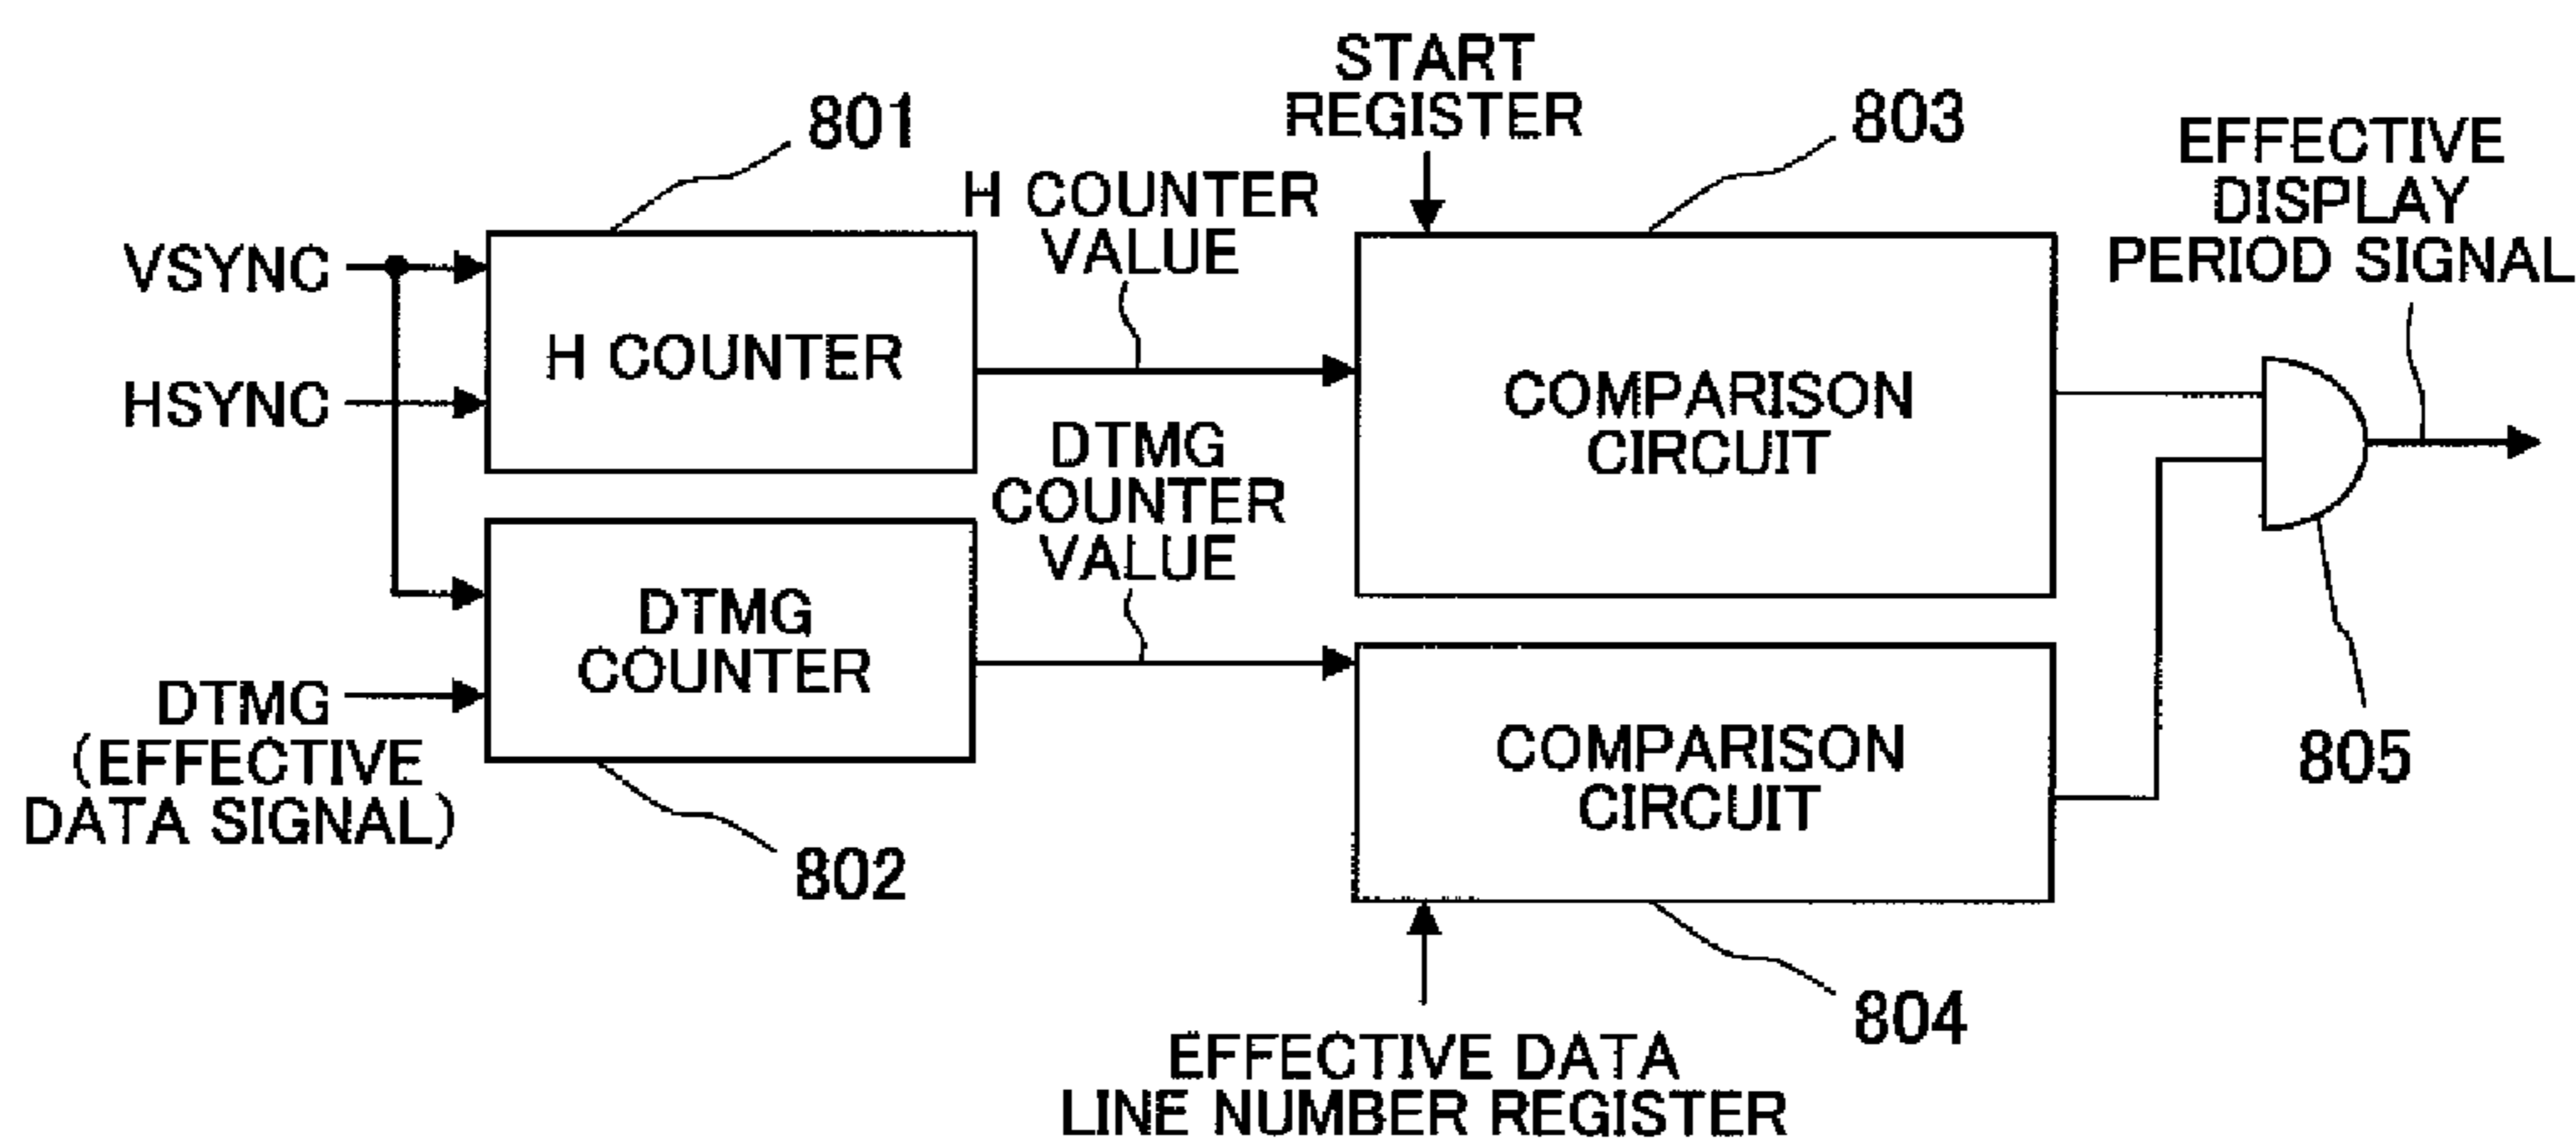 START
REGISTER
801
803
EFFECTIVE
DISPLAY
PERIOD SIGNAL
H COUNTER
VALUE
VSYNC
HSYNC
H COUNTER
COMPARISON
CIRCUIT
DTMG
COUNTER
VALUE
DTMG
COUNTER
DTMG
(EFFECTIVE
DATA SIGNAL)
802
COMPARISON
CIRCUIT
805
804
EFFECTIVE DATA
LINE NUMBER REGISTER